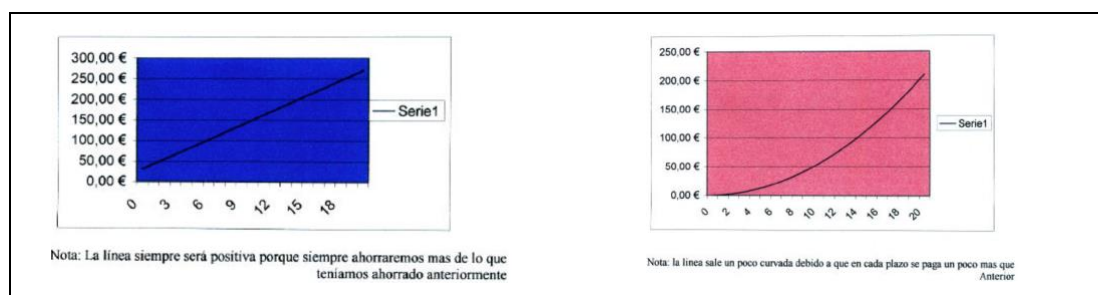 300,00 €
250,00 €
200,00 €
150,00 €
100,00 €
50,00 €
0,00 €
0 3 6 9 12 15 18
Serie1
Nota: La línea siempre será positiva porque siempre ahorraremos mas de lo que
teníamos ahorrado anteriormente
250,00 €
200,00 €
150,00 €
100,00 €
50,00 €
0,00 €
0 2 4 6 8 10 12 14 16 18 20
Serie1
Nota: la linea sale un poco curvada debido a que en cada plazo se paga un poco mas que
Anterior